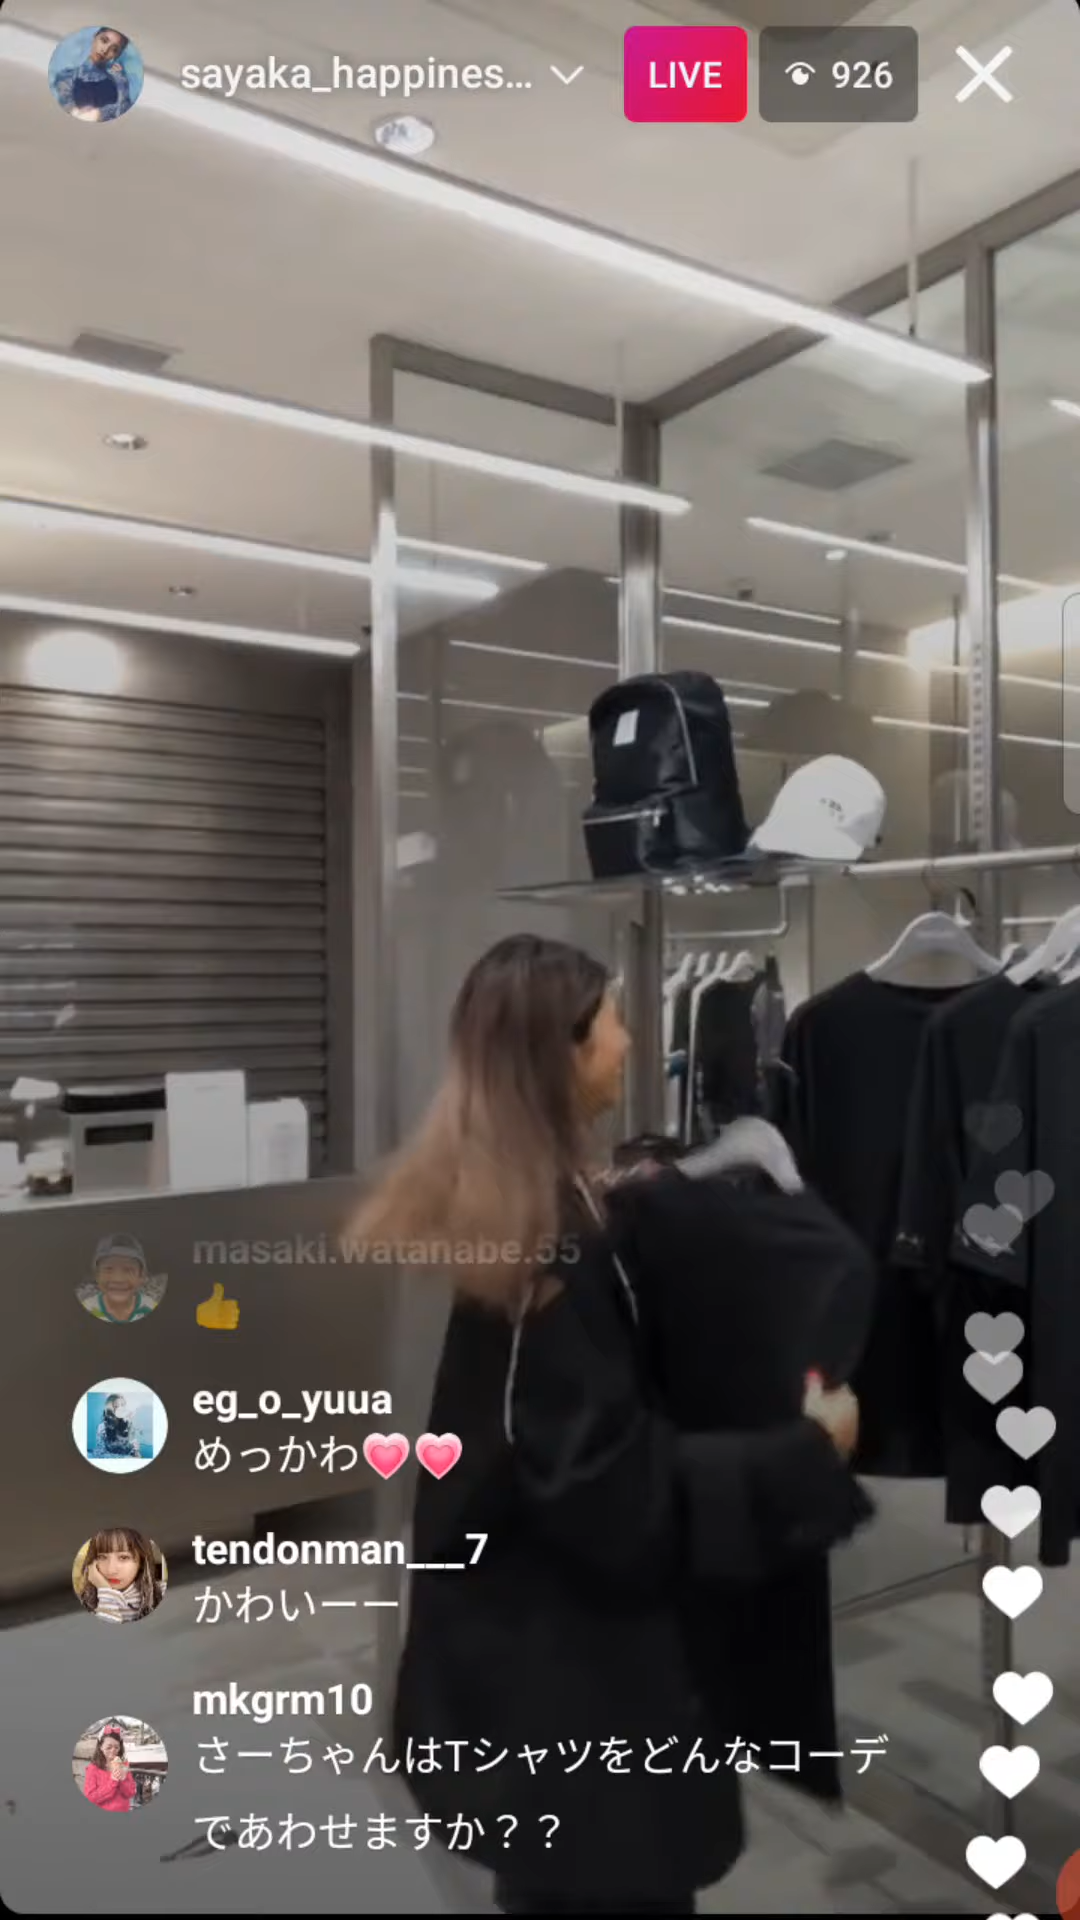 sayaka_happines...
LIVE
926
masaki.watanabe.55
👍
eg_o_yuua
めっかわ💗💗
tendonman___7
かわいーー
mkgrm10
さーちゃんはTシャツをどんなコーデ
であわせますか？？